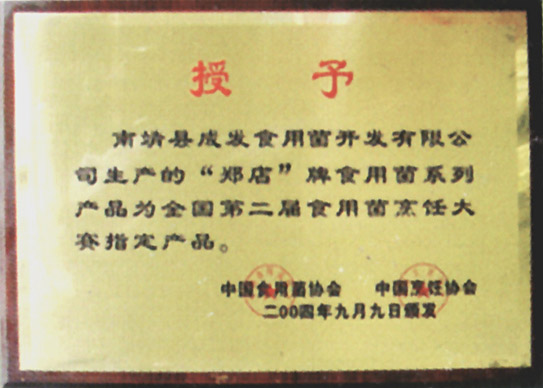 授 予
南靖县成发食用菌开发有限公
司生产的“郑店”牌食用菌系列
产品为全国第二届食用菌烹饪大
赛指定产品。
中国食用菌协会 中国烹饪协会
二〇〇四年九月九日颁发